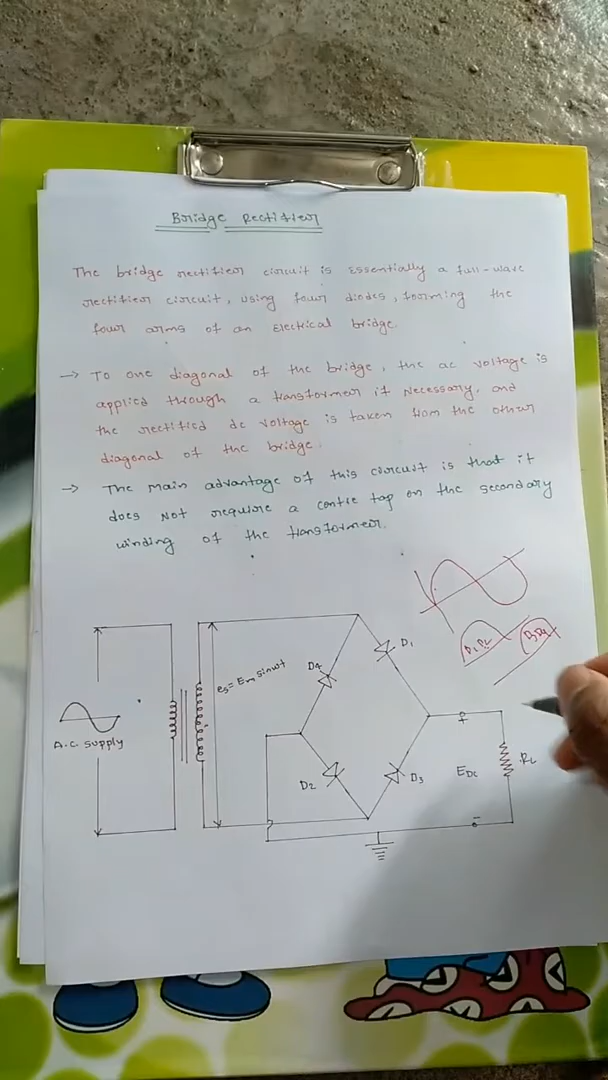 Bridge Rectifier
The bridge rectifier circuit is essentially a full-wave
rectifier circuit, using four diodes, forming the
four arms of an Electrical bridge.
→ To one diagonal of the bridge, the ac voltage is
applied through a transformer if Necessary, and
the rectified dc voltage is taken from the other
diagonal of the bridge.
→ The main advantage of this circuit is that it
does Not require a centre tap on the secondary
winding of the transformer.
D1 D2
D3 D4
D1
D4
es = Em sinωt
+
A.C. supply
RL
EDC
D2
D3
-